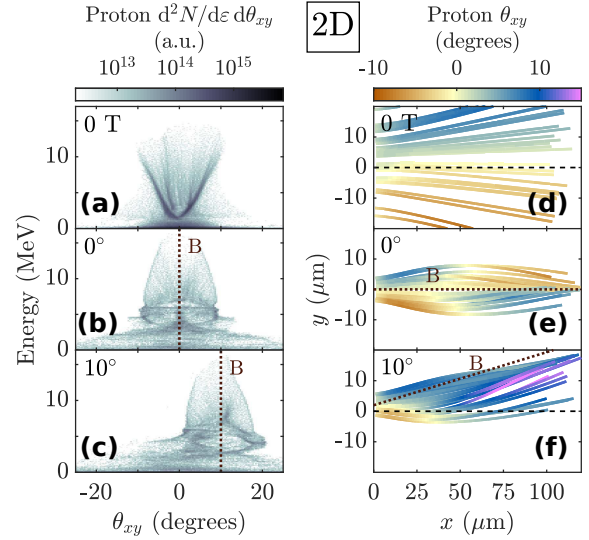 Proton d²N/dε dθxy
(a.u.)
10¹³ 10¹⁴ 10¹⁵
2D
Proton θxy
(degrees)
-10 0 10
0 T
10
0
(a)
0°
B
10
0
(b)
10°
B
10
0
(c)
Energy (MeV)
-20 0 20
θxy (degrees)
0 T
10
0
-10
(d)
0°
B
10
0
-10
(e)
10°
B
10
0
-10
(f)
y (μm)
0 25 50 75 100
x (μm)